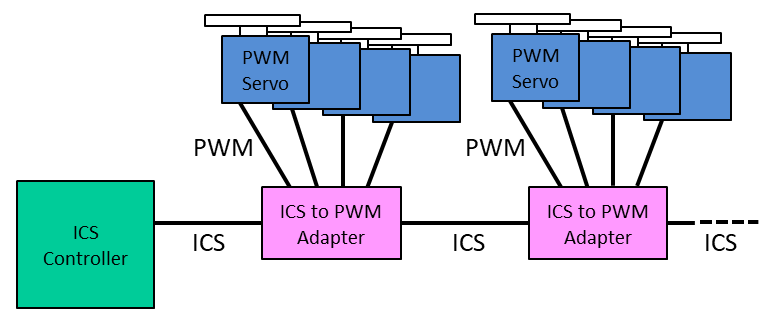 PWM
Servo
PWM
Servo
PWM
PWM
ICS to PWM
Adapter
ICS to PWM
Adapter
ICS
Controller
ICS
ICS
ICS